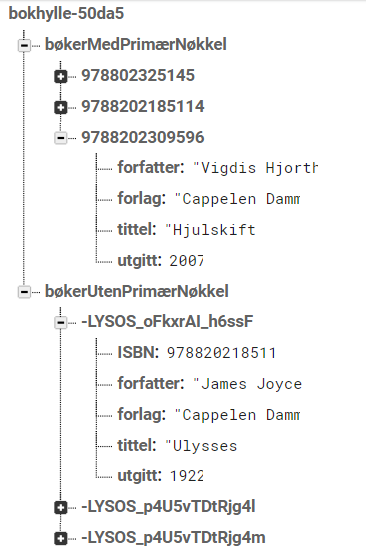 bokhylle-50da5
bøkerMedPrimærNøkkel
978802325145
9788202185114
9788202309596
forfatter: "Vigdis Hjorth
forlag: "Cappelen Damm
tittel: "Hjulskift
utgitt: 2007
bøkerUtenPrimærNøkkel
-LYSOS_oFkxrAI_h6ssF
ISBN: 978820218511
forfatter: "James Joyce
forlag: "Cappelen Damm
tittel: "Ulysses
utgitt: 1922
-LYSOS_p4U5vTDtRjg4l
-LYSOS_p4U5vTDtRjg4m